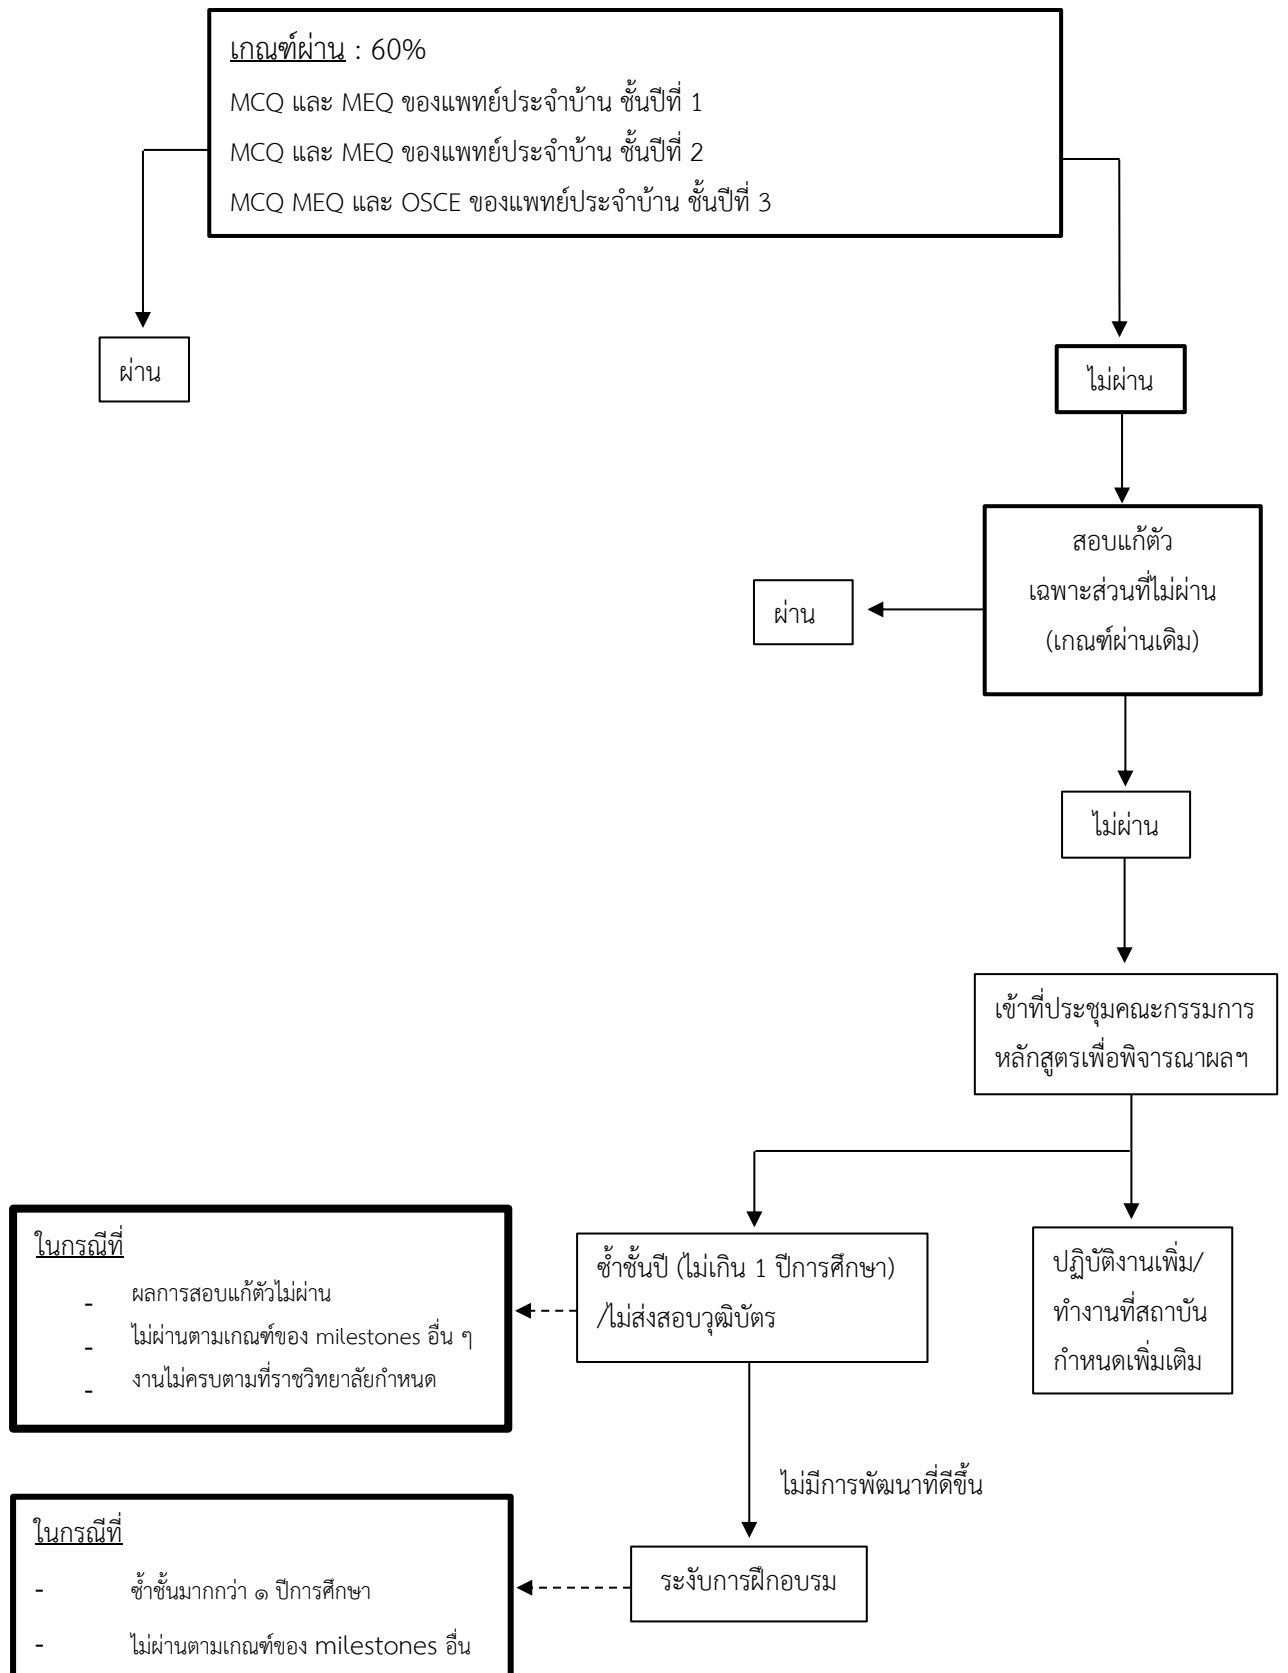 เกณฑ์ผ่าน : 60%
MCQ และ MEQ ของแพทย์ประจำบ้าน ชั้นปีที่ 1
MCQ และ MEQ ของแพทย์ประจำบ้าน ชั้นปีที่ 2
MCQ MEQ และ OSCE ของแพทย์ประจำบ้าน ชั้นปีที่ 3
ผ่าน
ไม่ผ่าน
สอบแก้ตัว
เฉพาะส่วนที่ไม่ผ่าน
(เกณฑ์ผ่านเดิม)
ผ่าน
ไม่ผ่าน
เข้าที่ประชุมคณะกรรมการ
หลักสูตรเพื่อพิจารณาผลฯ
ซ้ำชั้นปี (ไม่เกิน 1 ปีการศึกษา)
/ไม่ส่งสอบวุฒิบัตร
ปฏิบัติงานเพิ่ม/
ทำงานที่สถาบัน
กำหนดเพิ่มเติม
ในกรณีที่
- ผลการสอบแก้ตัวไม่ผ่าน
- ไม่ผ่านตามเกณฑ์ของ milestones อื่น ๆ
- งานไม่ครบตามที่ราชวิทยาลัยกำหนด
ไม่มีการพัฒนาที่ดีขึ้น
ระงับการฝึกอบรม
ในกรณีที่
- ซ้ำชั้นมากกว่า ๑ ปีการศึกษา
- ไม่ผ่านตามเกณฑ์ของ milestones อื่น